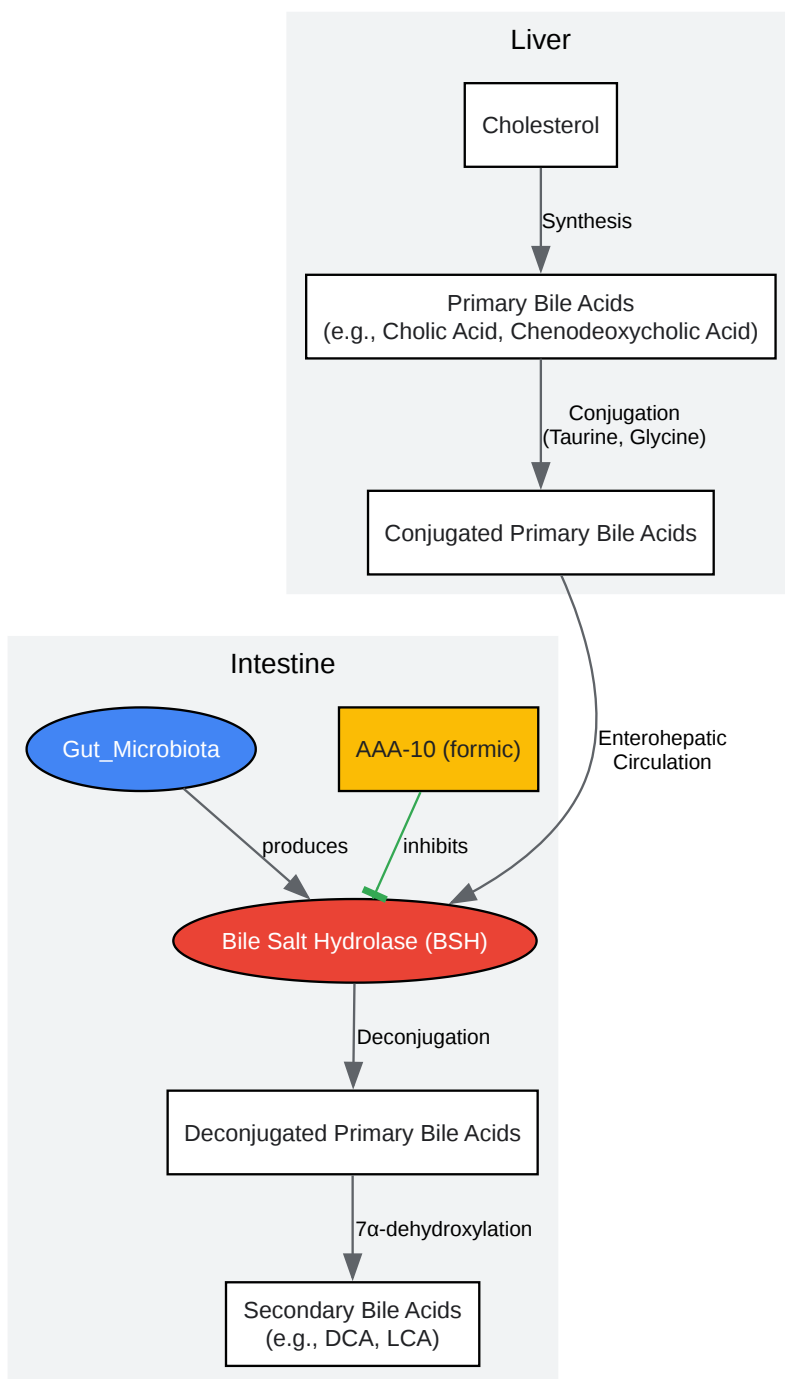 Liver
Cholesterol
Synthesis
Primary Bile Acids
(e.g., Cholic Acid, Chenodeoxycholic Acid)
Conjugation
(Taurine, Glycine)
Conjugated Primary Bile Acids
Intestine
Gut_Microbiota
AAA-10 (formic)
Enterohepatic
Circulation
produces
inhibits
Bile Salt Hydrolase (BSH)
Deconjugation
Deconjugated Primary Bile Acids
7α-dehydroxylation
Secondary Bile Acids
(e.g., DCA, LCA)